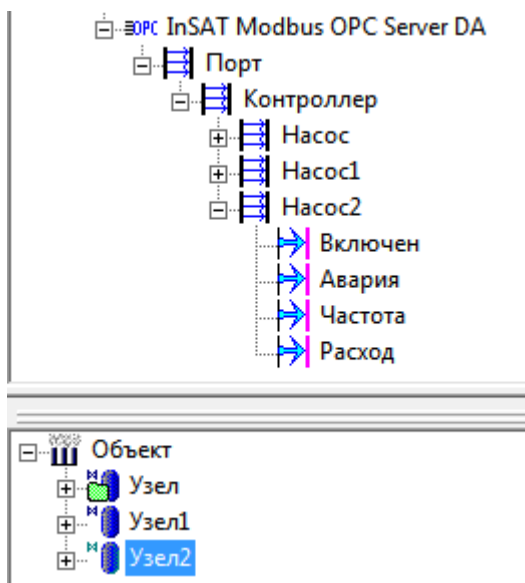 OPC InSAT Modbus OPC Server DA
Порт
Контроллер
Насос
Насос1
Насос2
Включен
Авария
Частота
Расход
Объект
Узел
Узел1
Узел2